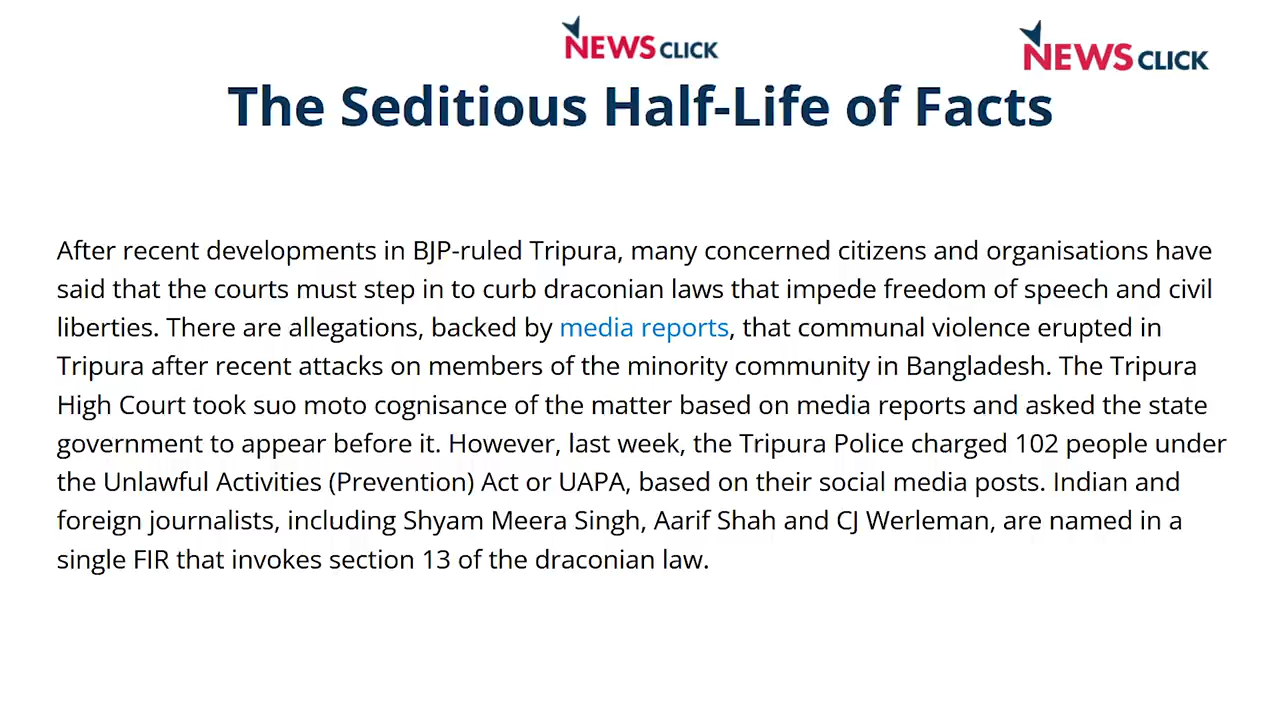 NEWS CLICK
NEWS CLICK
The Seditious Half-Life of Facts
After recent developments in BJP-ruled Tripura, many concerned citizens and organisations have
said that the courts must step in to curb draconian laws that impede freedom of speech and civil
liberties. There are allegations, backed by media reports, that communal violence erupted in
Tripura after recent attacks on members of the minority community in Bangladesh. The Tripura
High Court took suo moto cognisance of the matter based on media reports and asked the state
government to appear before it. However, last week, the Tripura Police charged 102 people under
the Unlawful Activities (Prevention) Act or UAPA, based on their social media posts. Indian and
foreign journalists, including Shyam Meera Singh, Aarif Shah and CJ Werleman, are named in a
single FIR that invokes section 13 of the draconian law.